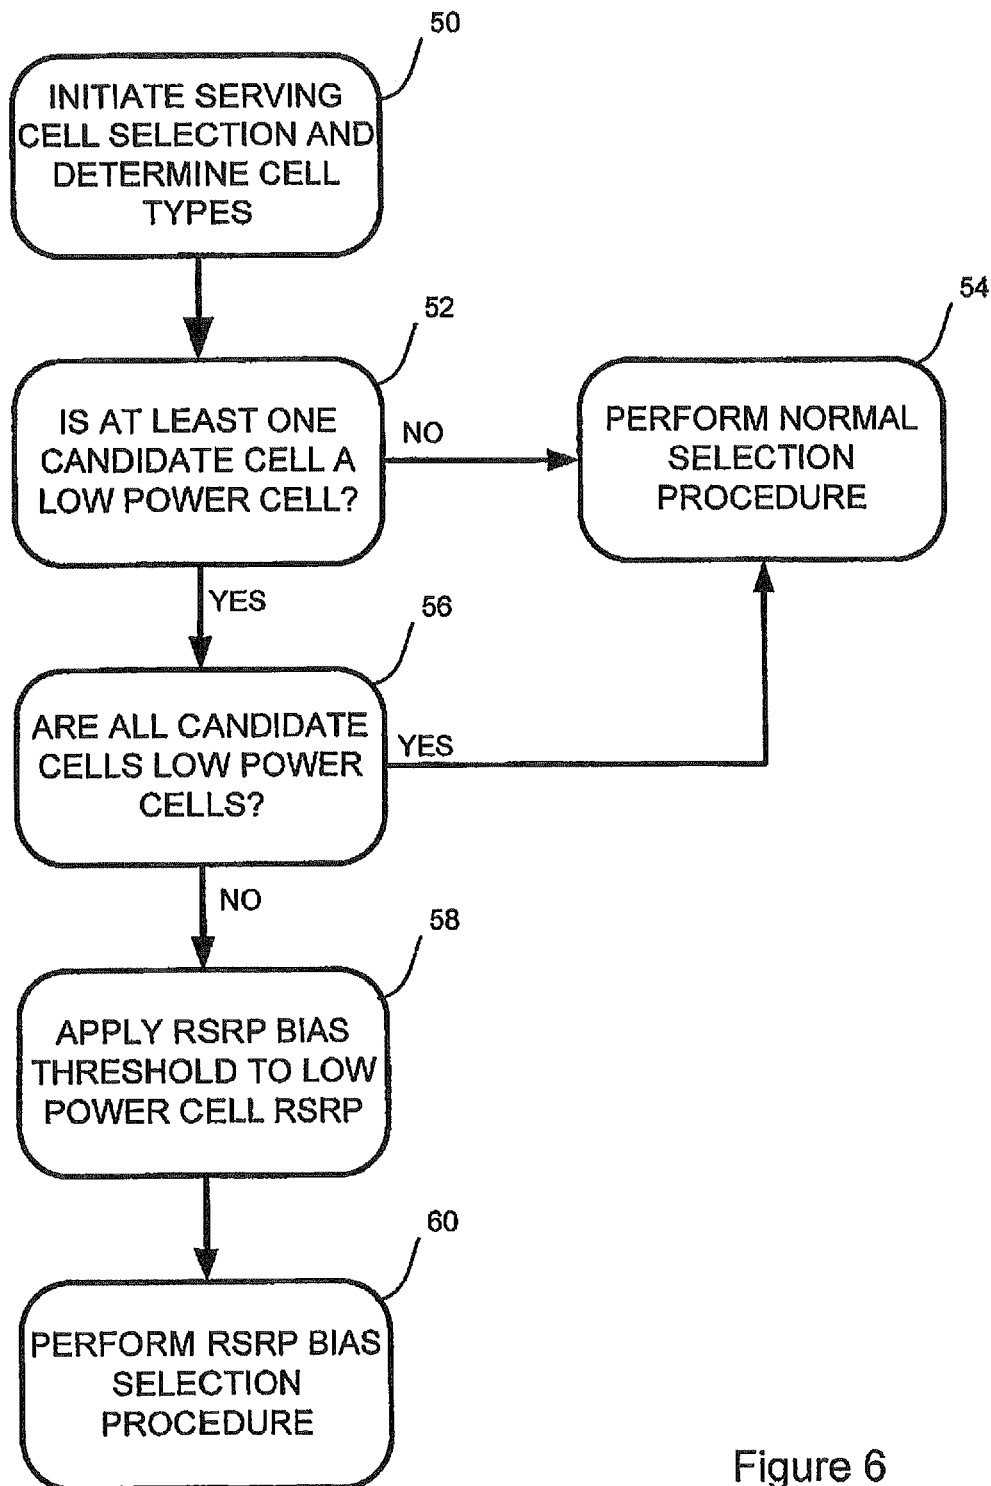 50
INITIATE SERVING
CELL SELECTION AND
DETERMINE CELL
TYPES
52
IS AT LEAST ONE
CANDIDATE CELL A
LOW POWER CELL?
NO
54
PERFORM NORMAL
SELECTION
PROCEDURE
YES
56
ARE ALL CANDIDATE
CELLS LOW POWER
CELLS?
YES
NO
58
APPLY RSRP BIAS
THRESHOLD TO LOW
POWER CELL RSRP
60
PERFORM RSRP BIAS
SELECTION
PROCEDURE
Figure 6